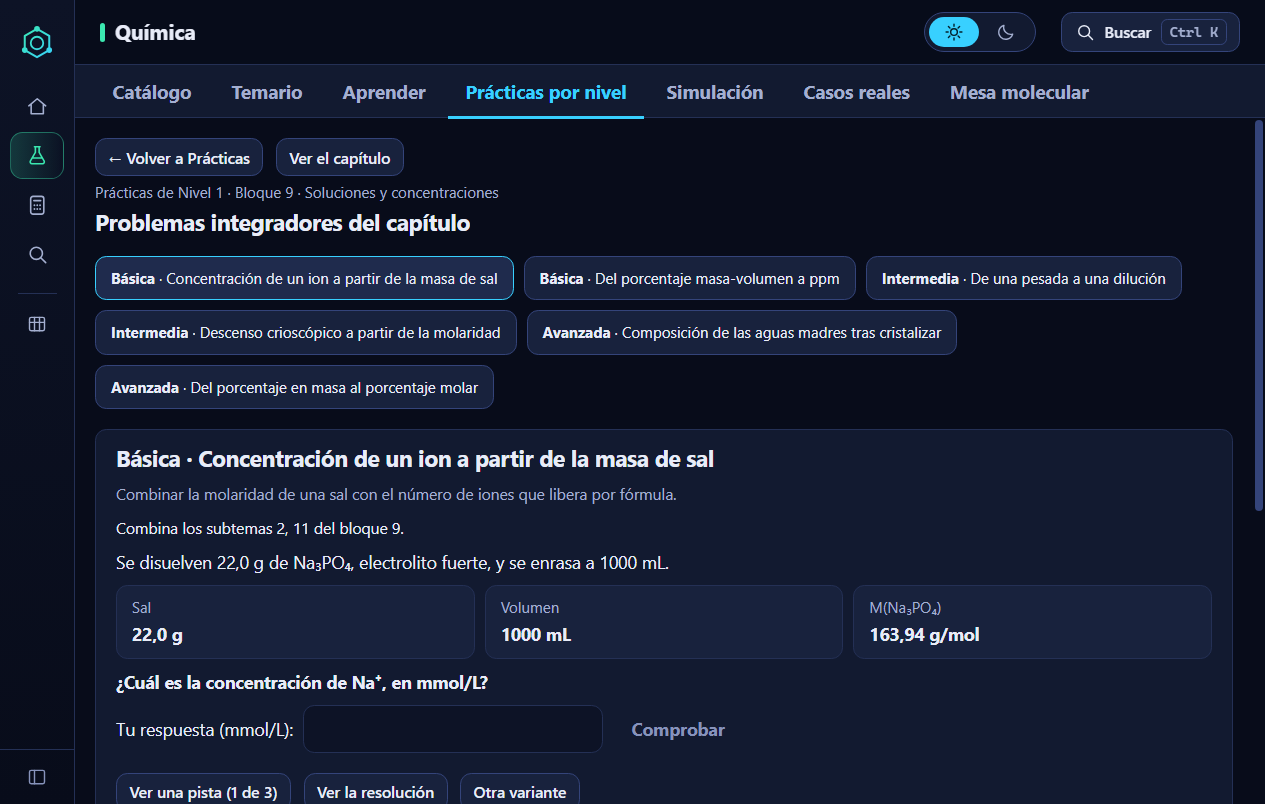 Química
Buscar Ctrl K
Catálogo Temario Aprender Prácticas por nivel Simulación Casos reales Mesa molecular
← Volver a Prácticas Ver el capítulo
Prácticas de Nivel 1 · Bloque 9 · Soluciones y concentraciones
Problemas integradores del capítulo
Básica · Concentración de un ion a partir de la masa de sal Básica · Del porcentaje masa-volumen a ppm Intermedia · De una pesada a una dilución
Intermedia · Descenso crioscópico a partir de la molaridad Avanzada · Composición de las aguas madres tras cristalizar
Avanzada · Del porcentaje en masa al porcentaje molar
Básica · Concentración de un ion a partir de la masa de sal
Combinar la molaridad de una sal con el número de iones que libera por fórmula.
Combina los subtemas 2, 11 del bloque 9.
Se disuelven 22,0 g de Na₃PO₄, electrolito fuerte, y se enrasa a 1000 mL.
Sal Volumen M(Na₃PO₄)
22,0 g 1000 mL 163,94 g/mol
¿Cuál es la concentración de Na⁺, en mmol/L?
Tu respuesta (mmol/L): Comprobar
Ver una pista (1 de 3) Ver la resolución Otra variante